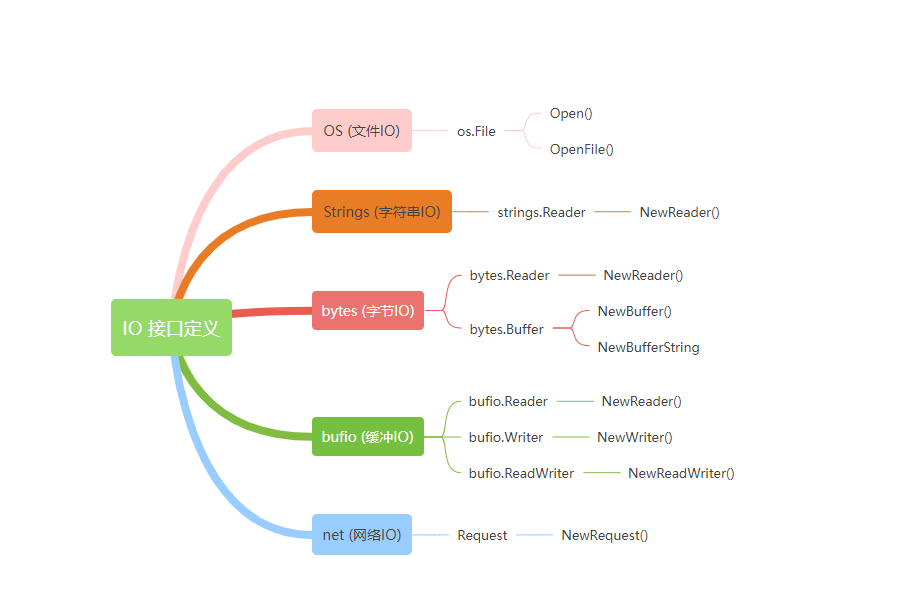 OS (文件IO)
os.File
Open()
OpenFile()
Strings (字符串IO)
strings.Reader
NewReader()
IO 接口定义
bytes (字节IO)
bytes.Reader
NewReader()
bytes.Buffer
NewBuffer()
NewBufferString
bufio (缓冲IO)
bufio.Reader
NewReader()
bufio.Writer
NewWriter()
bufio.ReadWriter
NewReadWriter()
net (网络IO)
Request
NewRequest()